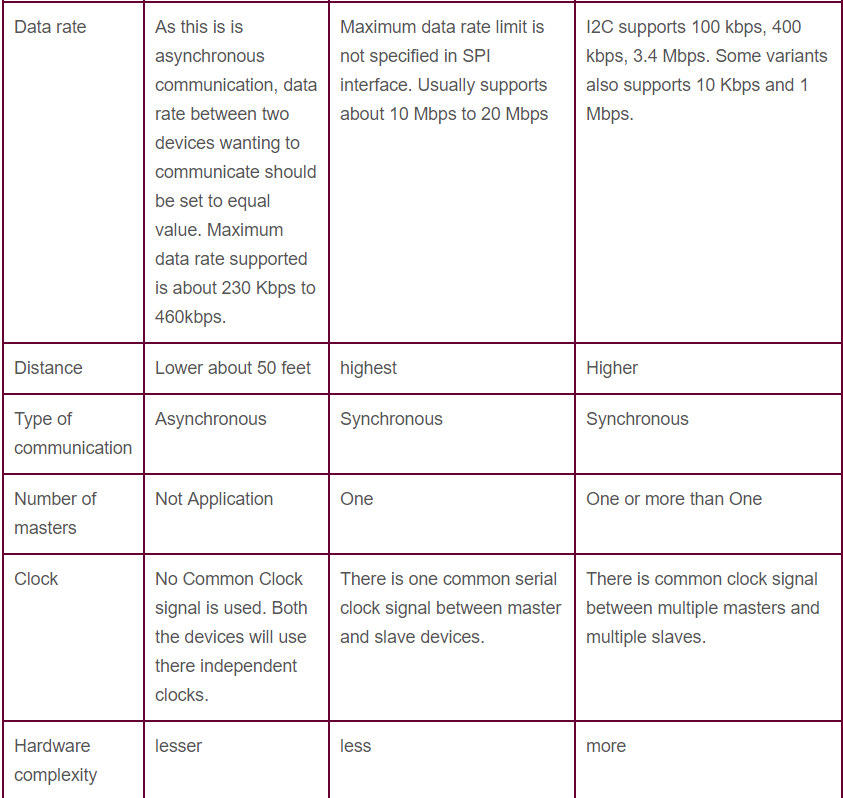 Data rate
As this is is
asynchronous
communication, data
rate between two
devices wanting to
communicate should
be set to equal
value. Maximum
data rate supported
is about 230 Kbps to
460kbps.
Maximum data rate limit is
not specified in SPI
interface. Usually supports
about 10 Mbps to 20 Mbps
I2C supports 100 kbps, 400
kbps, 3.4 Mbps. Some variants
also supports 10 Kbps and 1
Mbps.
Distance
Lower about 50 feet
highest
Higher
Type of
communication
Asynchronous
Synchronous
Synchronous
Number of
masters
Not Application
One
One or more than One
Clock
No Common Clock
signal is used. Both
the devices will use
there independent
clocks.
There is one common serial
clock signal between master
and slave devices.
There is common clock signal
between multiple masters and
multiple slaves.
Hardware
complexity
lesser
less
more